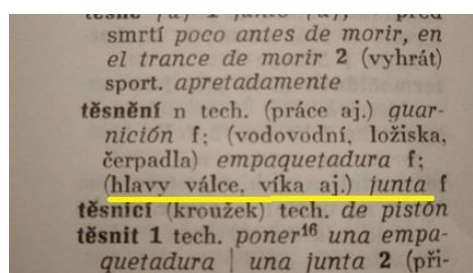 smrtí poco antes de morir, en
el trance de morir 2 (vyhrát)
sport. apretadamente
těsnění n tech. (práce aj.) guar-
nición f; (vodovodní, ložiska,
čerpadla) empaquetadura f;
(hlavy válce, víka aj.) junta f
těsnicí (kroužek) tech. de pistón
těsnit 1 tech. poner¹⁶ una empa-
quetadura | una junta 2 (při-